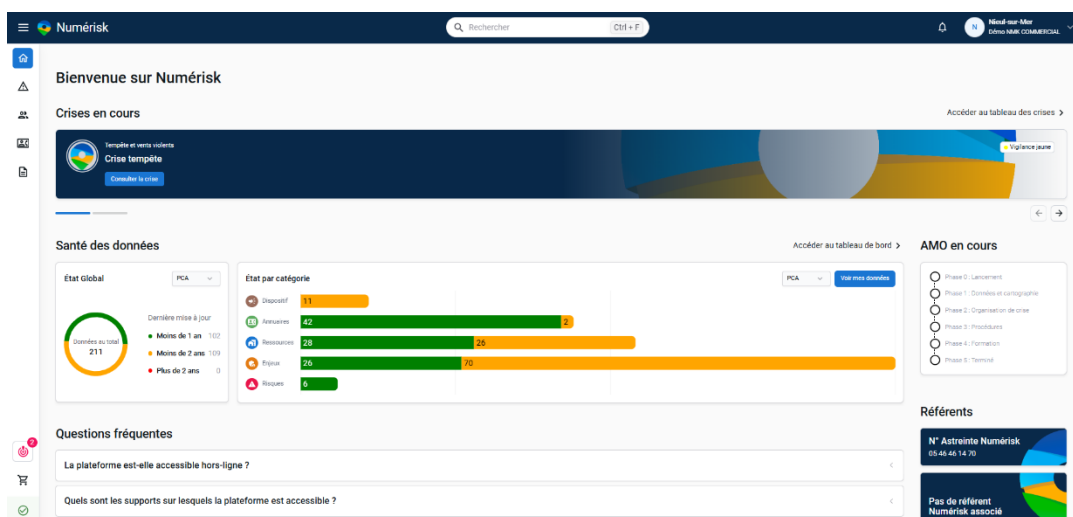 Numérisk
Rechercher
Ctrl + F
N
Nieul-sur-Mer
Démo NMK COMMERCIAL
Bienvenue sur Numérisk
Crises en cours
Accéder au tableau des crises
Tempête et vents violents
Crise tempête
Consulter la crise
Vigilance jaune
Santé des données
Accéder au tableau de bord
État Global
PCA
Données au total
211
Dernière mise à jour
Moins de 1 an 102
Moins de 2 ans 109
Plus de 2 ans 0
État par catégorie
PCA
Voir mes données
Dispositif 11
Annuaires 42 2
Ressources 28 26
Enjeux 26 70
Risques 6
AMO en cours
Phase 0 : Lancement
Phase 1 : Données et cartographie
Phase 2 : Organisation de crise
Phase 3 : Procédures
Phase 4 : Formation
Phase 5 : Terminé
Questions fréquentes
La plateforme est-elle accessible hors-ligne ?
Quels sont les supports sur lesquels la plateforme est accessible ?
Référents
N° Astreinte Numérisk
05 46 46 14 70
Pas de référent
Numérisk associé
2